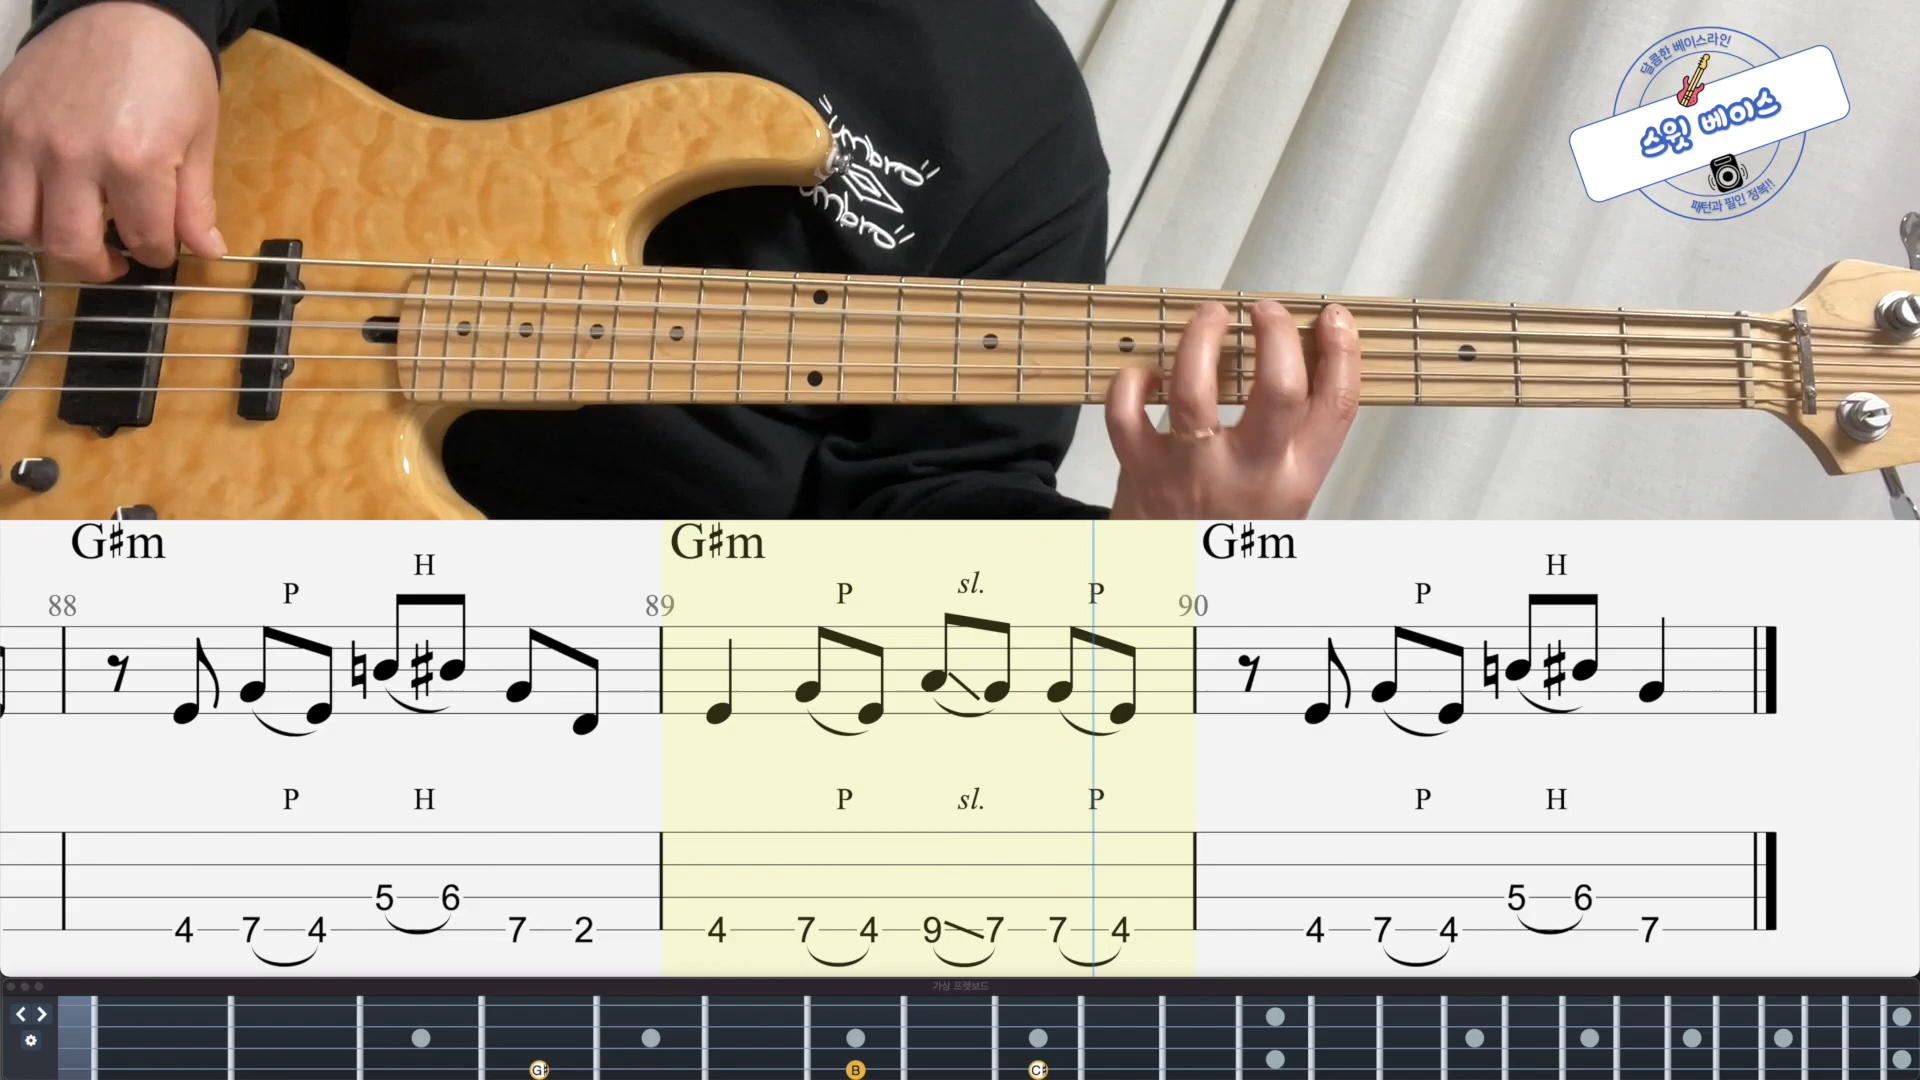 달콤한 베이스라인
스윗 베이스
패턴과 필인 정복!!
G♯m G♯m G♯m
88 P H 89 P sl. P 90 P H
P H P sl. P P H
5 6 5 6
4 7 4 7 2 4 7 4 9 7 7 4 4 7 4 7
가상 프렛보드
G♯ B C♯